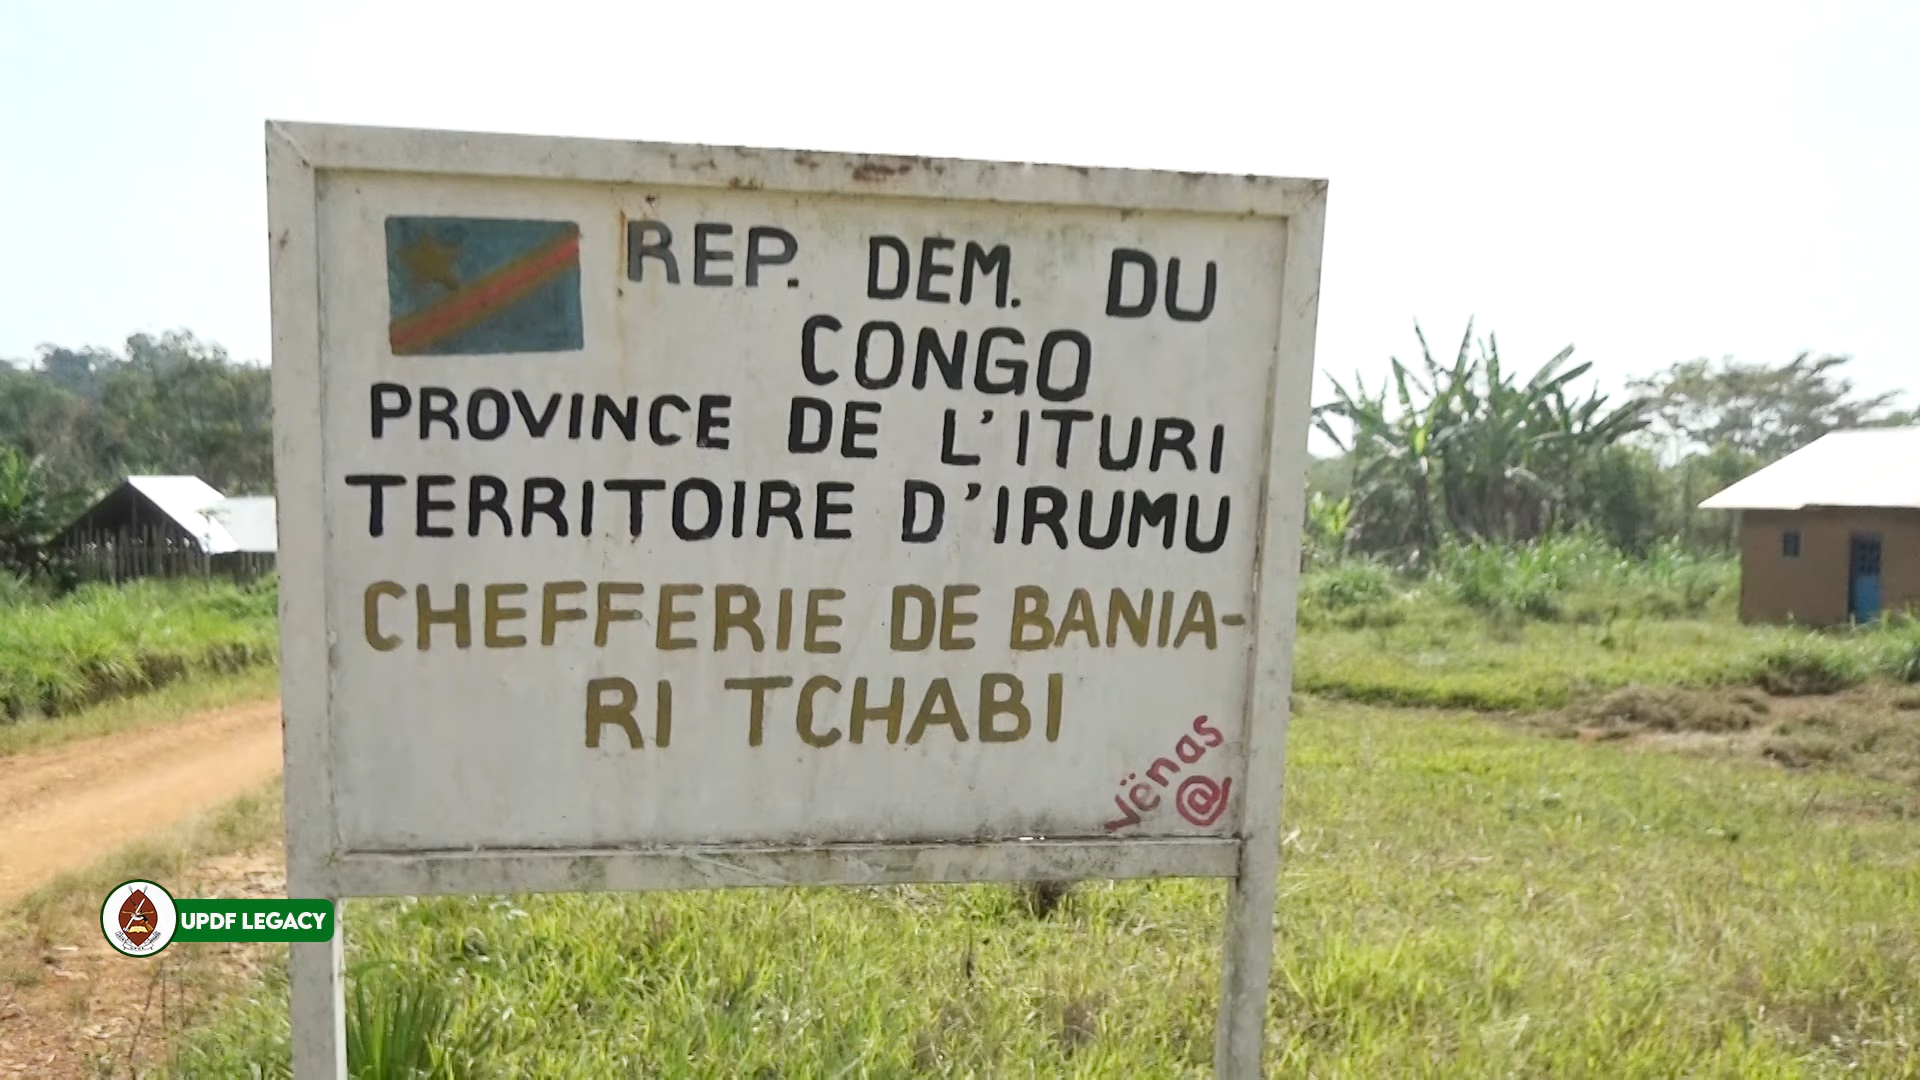 REP. DEM. DU
CONGO
PROVINCE DE L'ITURI
TERRITOIRE D'IRUMU
CHEFFERIE DE BANIA-
RI TCHABI
Vënas
@
UPDF LEGACY